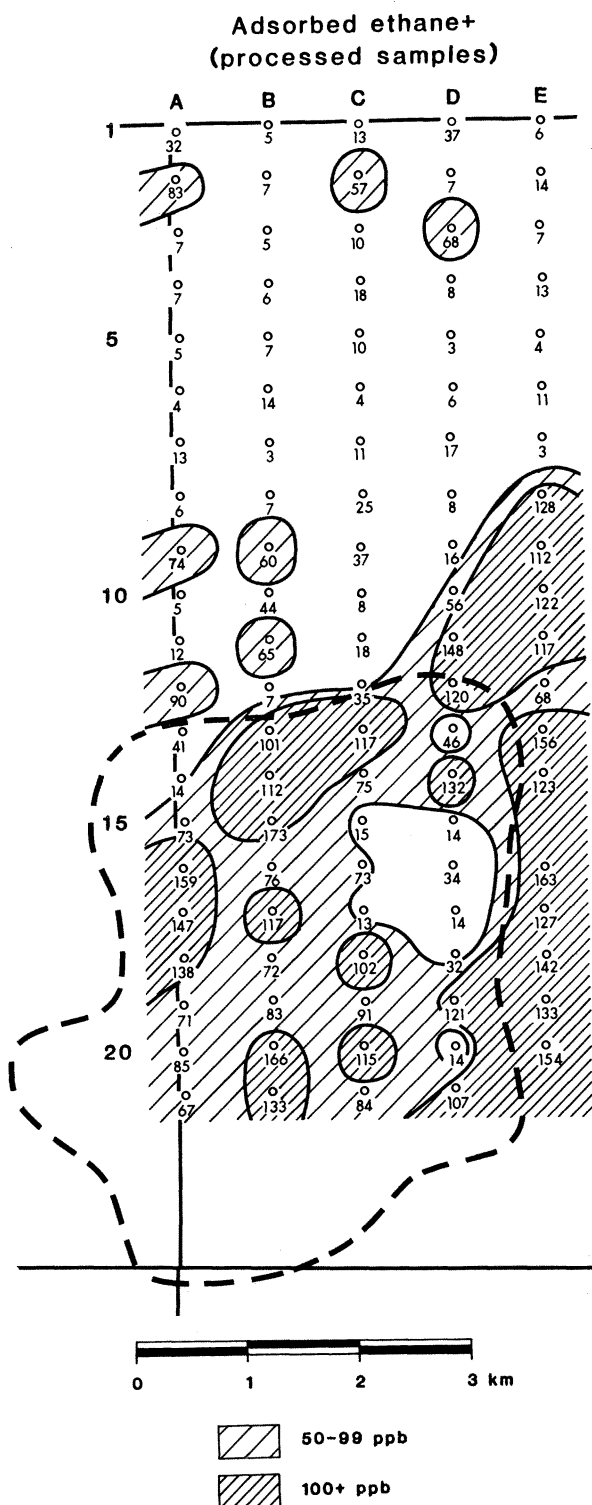 Adsorbed ethane+
(processed samples)
A B C D E
1
32 5 13 37 6
83 7 57 7 14
7 5 10 68 7
7 6 18 8 13
5
5 7 10 3 4
4 14 4 6 11
13 3 11 17 3
6 7 25 8 128
74 60 37 16 112
10
5 44 8 56 122
12 65 18 148 117
90 7 35 120 68
41 101 117 46 156
14 112 75 132 123
15
73 173 15 14
159 76 73 34 163
147 117 13 14 127
138 72 102 32 142
71 83 91 121 133
20
85 166 115 14 154
67 133 84 107
0 1 2 3 km
50-99 ppb
100+ ppb